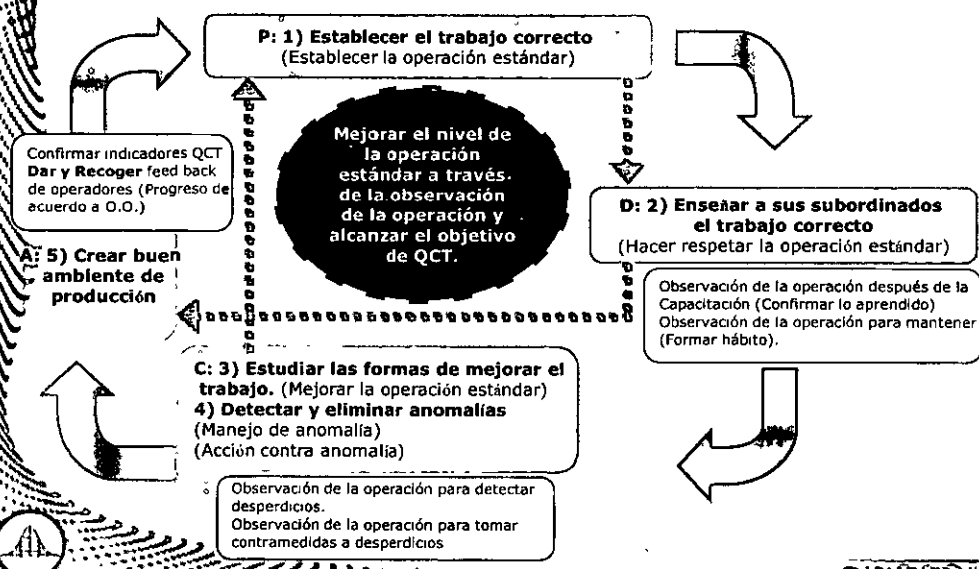 P: 1) Establecer el trabajo correcto
(Establecer la operación estándar)
Mejorar el nivel de
la operación
estándar a través
de la observación
de la operación y
alcanzar el objetivo
de QCT.
Confirmar indicadores QCT
Dar y Recoger feed back
de operadores (Progreso de
acuerdo a O.O.)
A: 5) Crear buen
ambiente de
producción
D: 2) Enseñar a sus subordinados
el trabajo correcto
(Hacer respetar la operación estándar)
Observación de la operación después de la
Capacitación (Confirmar lo aprendido)
Observación de la operación para mantener
(Formar hábito).
C: 3) Estudiar las formas de mejorar el
trabajo. (Mejorar la operación estándar)
4) Detectar y eliminar anomalías
(Manejo de anomalía)
(Acción contra anomalía)
Observación de la operación para detectar
desperdicios.
Observación de la operación para tomar
contramedidas a desperdicios